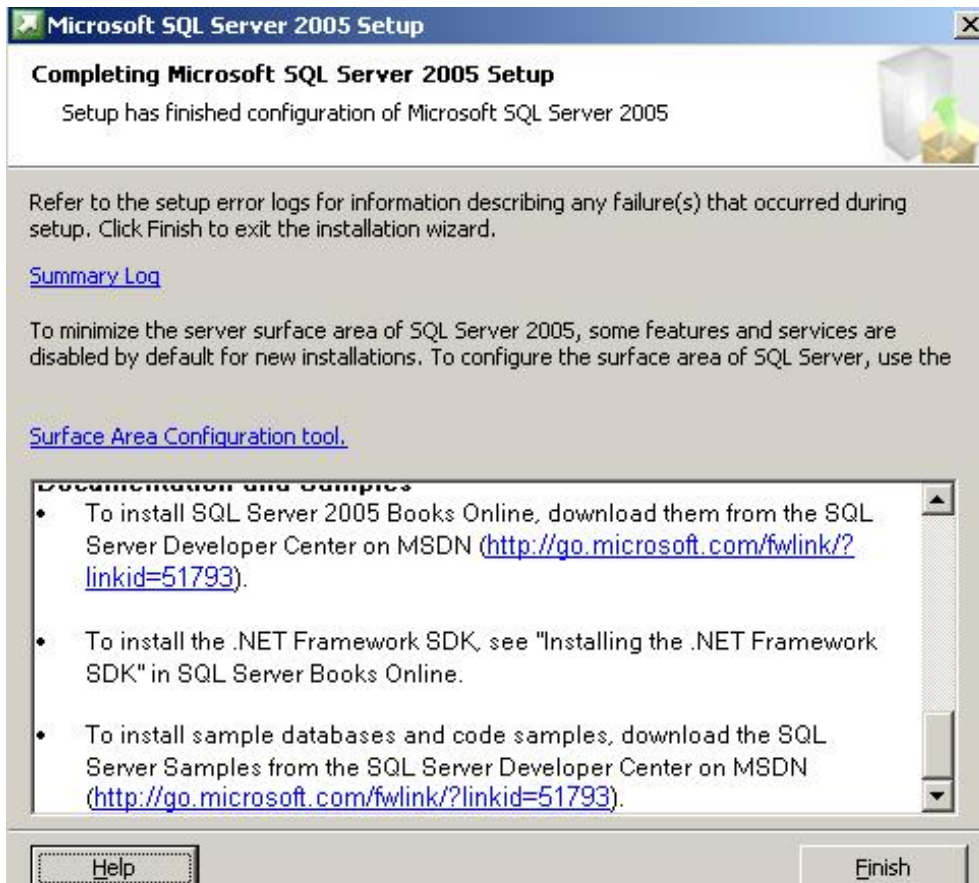 Microsoft SQL Server 2005 Setup
Completing Microsoft SQL Server 2005 Setup
Setup has finished configuration of Microsoft SQL Server 2005
Refer to the setup error logs for information describing any failure(s) that occurred during
setup. Click Finish to exit the installation wizard.
Summary Log
To minimize the server surface area of SQL Server 2005, some features and services are
disabled by default for new installations. To configure the surface area of SQL Server, use the
Surface Area Configuration tool.
Documentation and Samples
• To install SQL Server 2005 Books Online, download them from the SQL
Server Developer Center on MSDN (http://go.microsoft.com/fwlink/?
linkid=51793).
• To install the .NET Framework SDK, see "Installing the .NET Framework
SDK" in SQL Server Books Online.
• To install sample databases and code samples, download the SQL
Server Samples from the SQL Server Developer Center on MSDN
(http://go.microsoft.com/fwlink/?linkid=51793).
Help
Finish